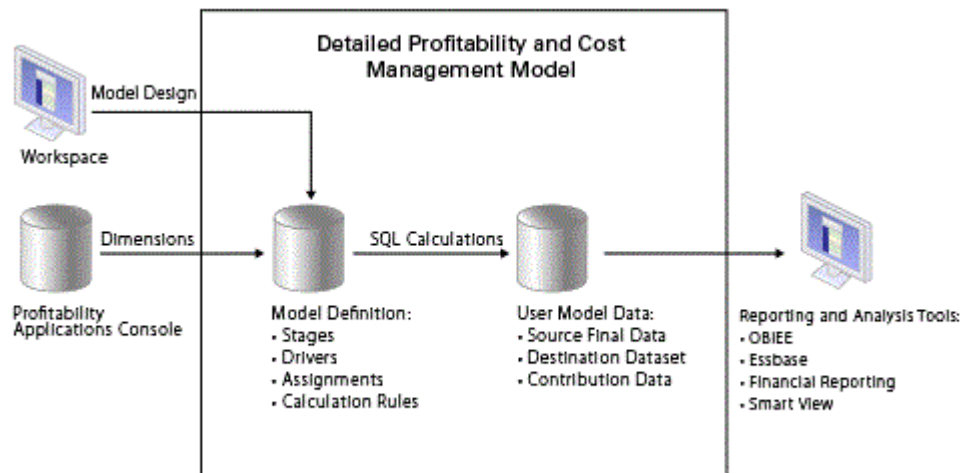 Detailed Profitability and Cost
Management Model
Model Design
Workspace
Dimensions
SQL Calculations
Profitability
Applications Console
Model Definition:
• Stages
• Drivers
• Assignments
• Calculation Rules
User Model Data:
• Source Final Data
• Destination Dataset
• Contribution Data
Reporting and Analysis Tools:
• OBIEE
• Essbase
• Financial Reporting
• Smart View